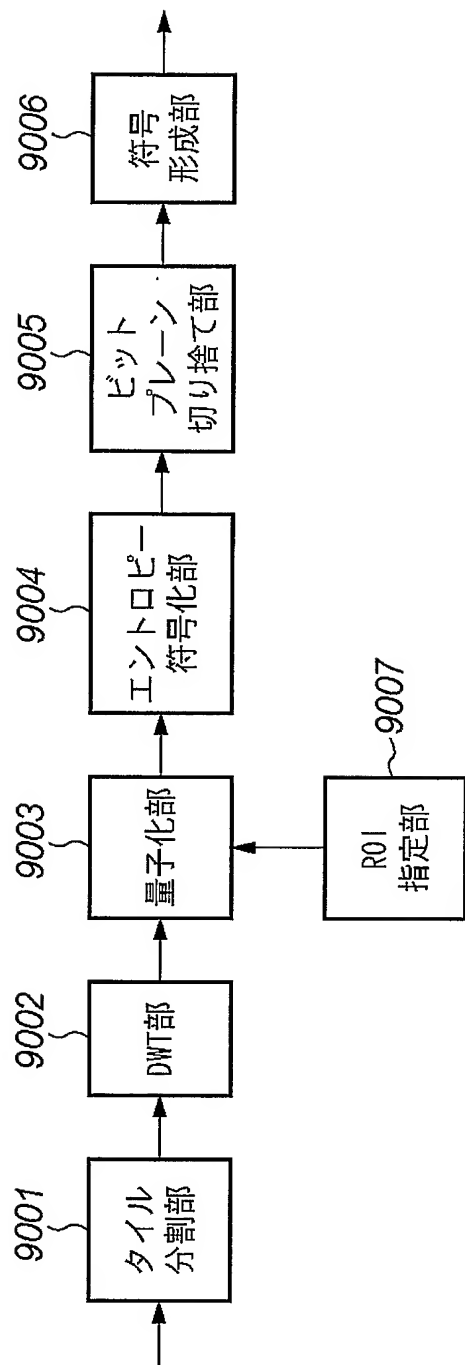 9001
タイル
分割部
9002
DWT部
9003
量子化部
9004
エントロピー
符号化部
9005
ビット
プレーン
切り捨て部
9006
符号
形成部
9007
ROI
指定部